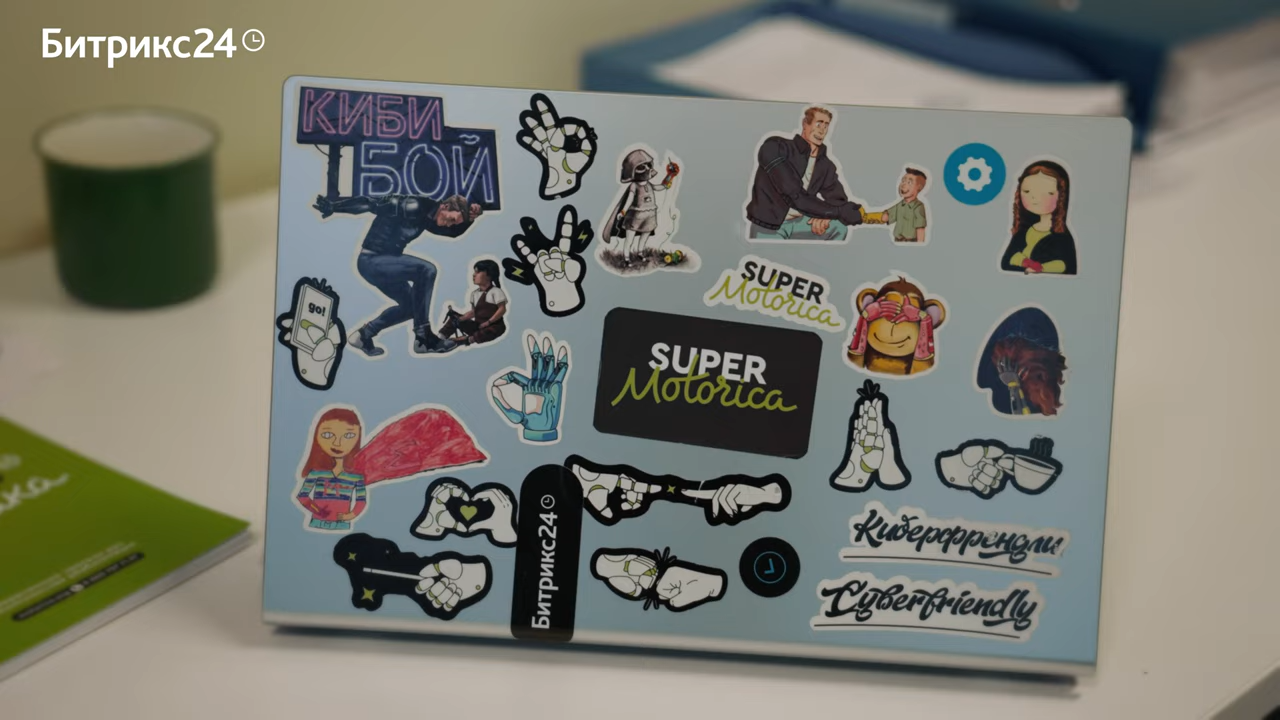 Битрикс24
КИБИ
БОЙ
go!
SUPER
Motorica
SUPER
Motorica
Битрикс24
Киберфрендли
Cyberfriendly